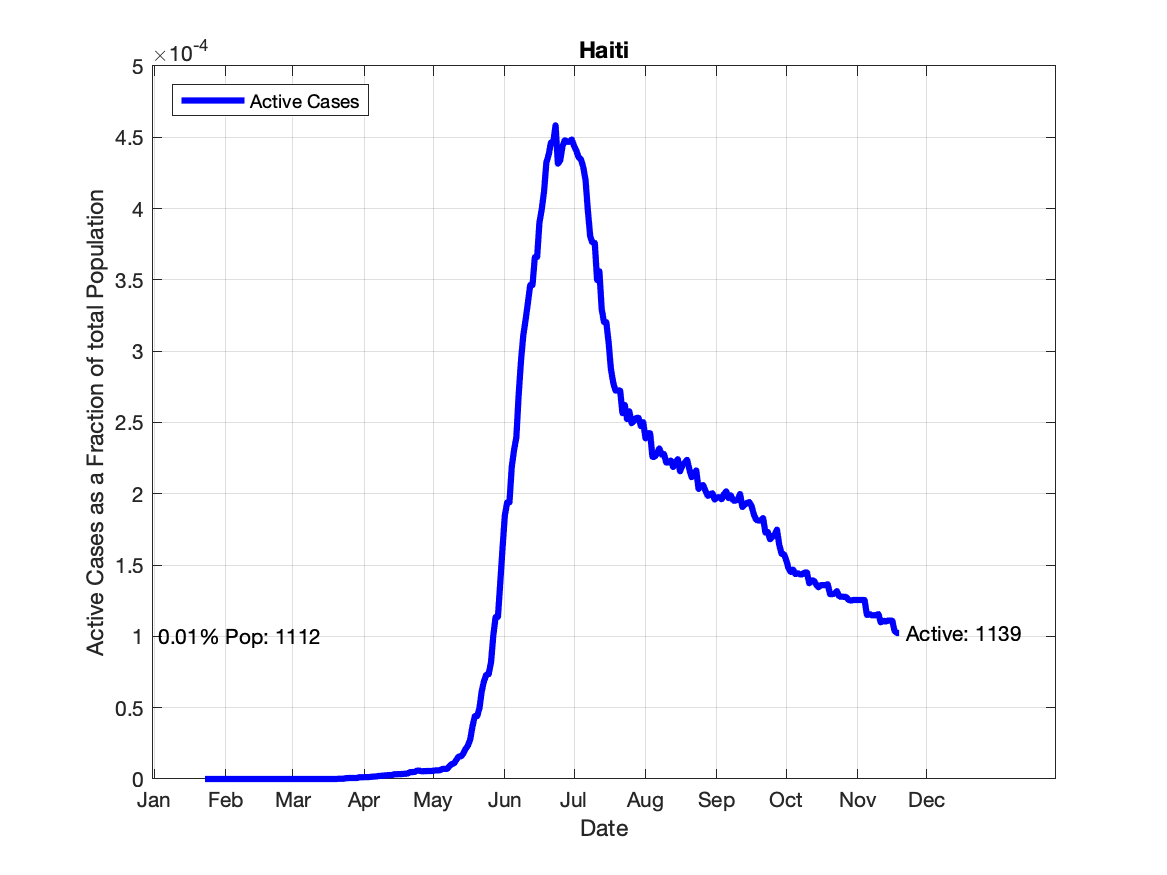 Haiti
×10-4
Active Cases
5
4.5
4
3.5
3
2.5
2
1.5
1
0.5
0
Active Cases as a Fraction of total Population
0.01% Pop: 1112
Active: 1139
Jan Feb Mar Apr May Jun Jul Aug Sep Oct Nov Dec
Date